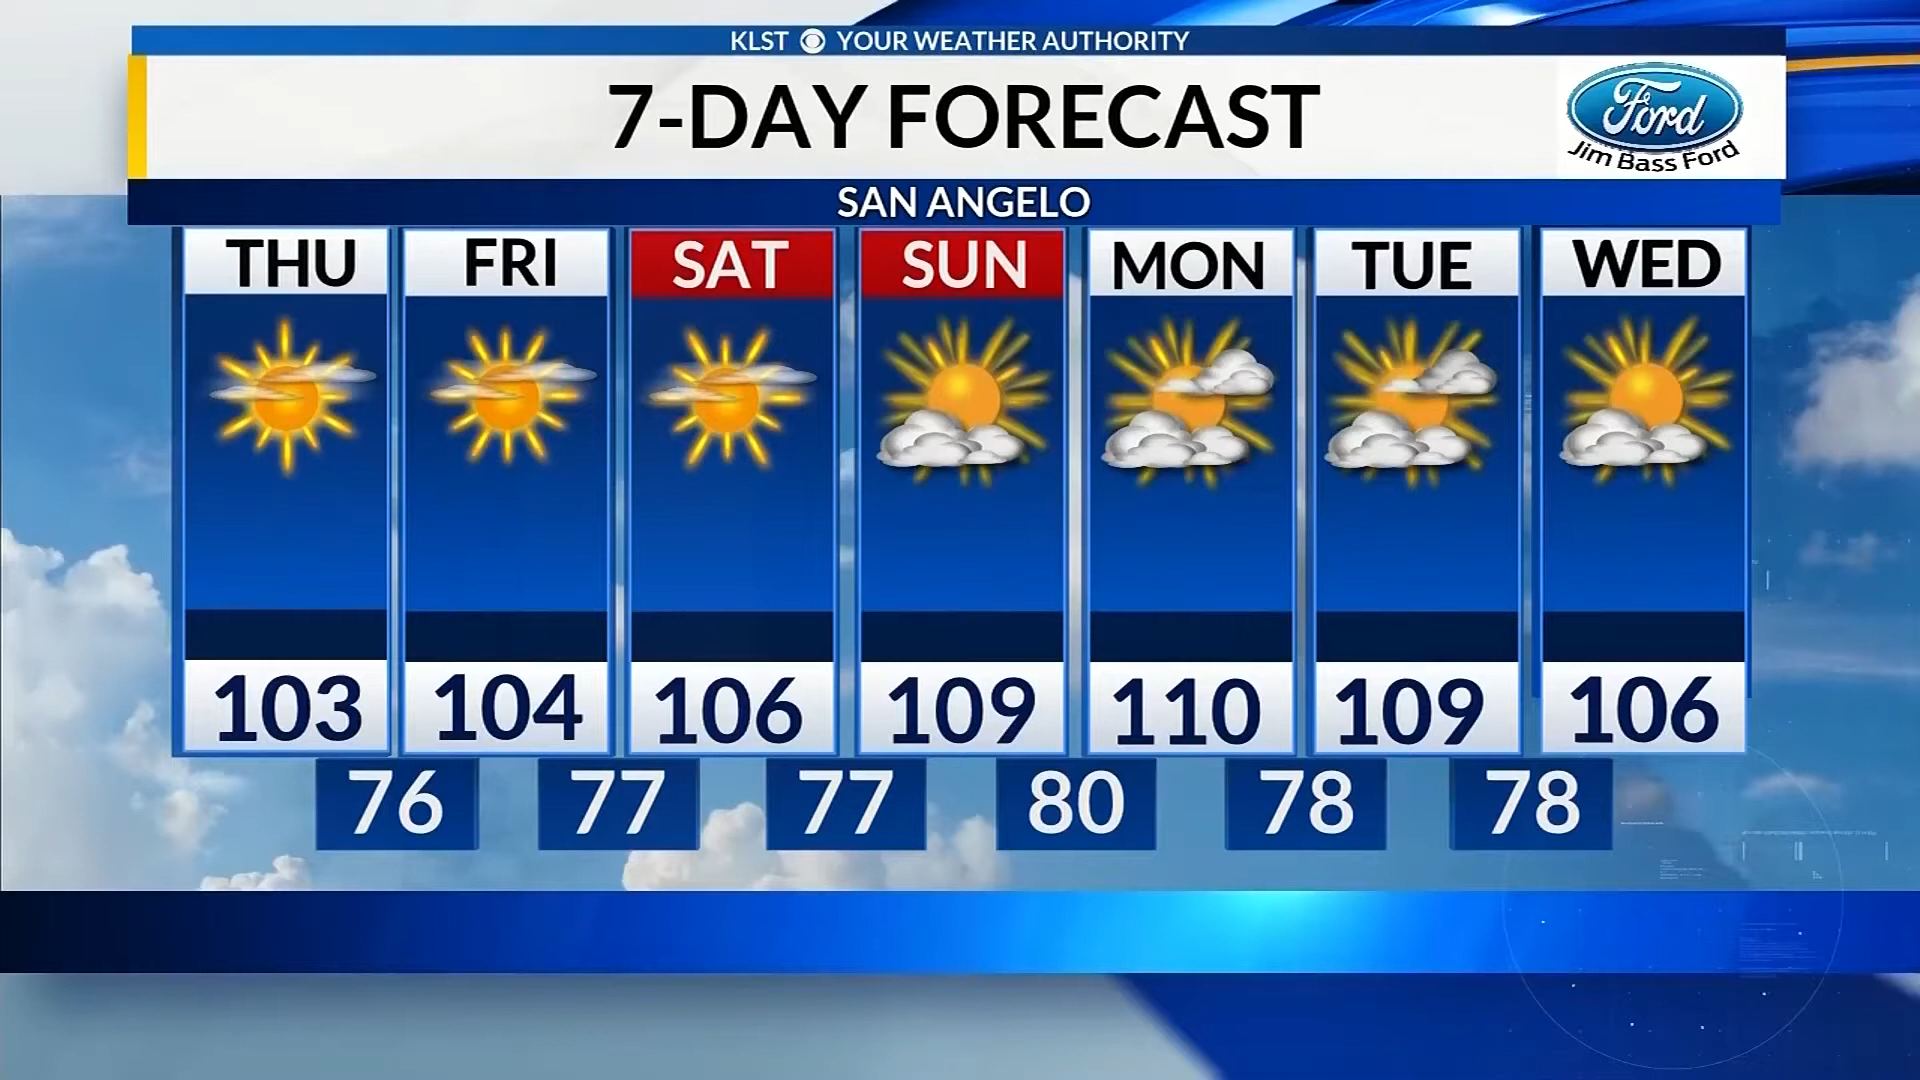 KLST YOUR WEATHER AUTHORITY
7-DAY FORECAST
Ford
Jim Bass Ford
SAN ANGELO
THU FRI SAT SUN MON TUE WED
103 104 106 109 110 109 106
76 77 77 80 78 78